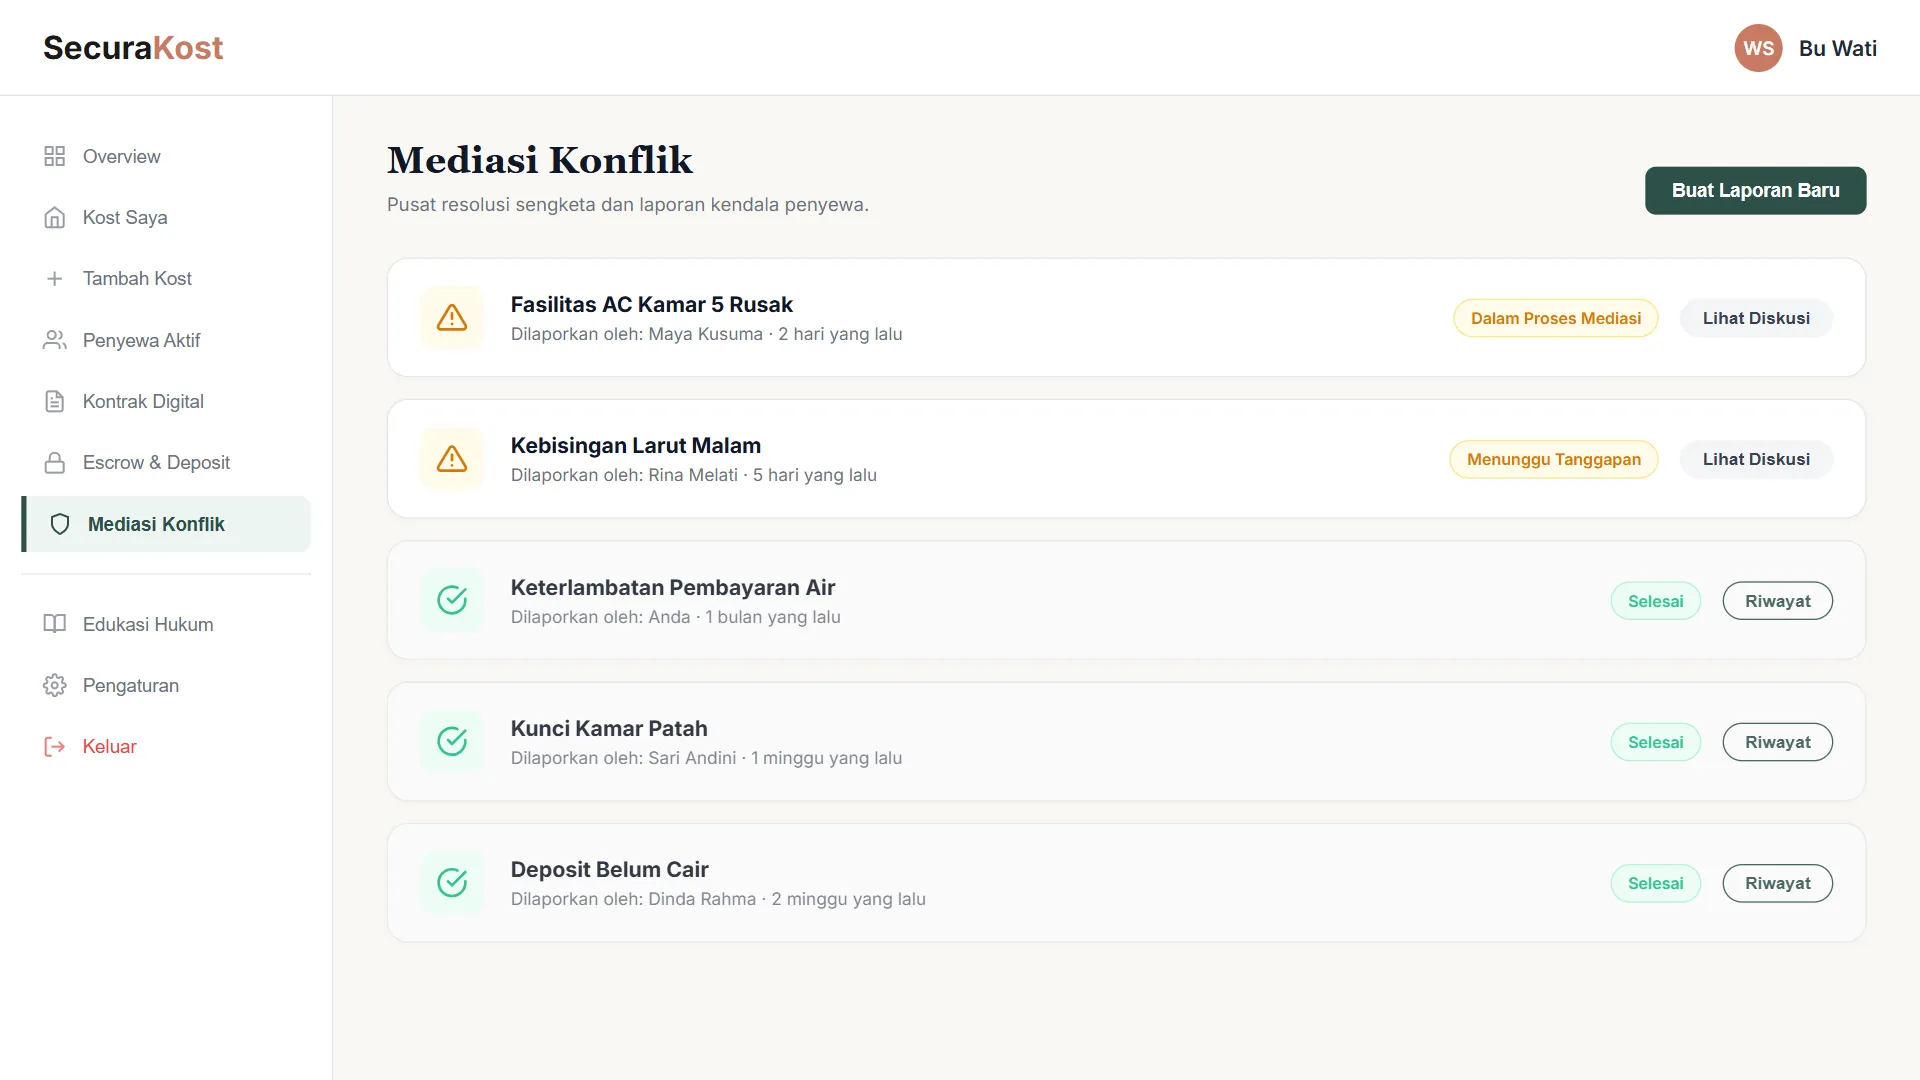 SecuraKost
WS
Bu Wati
Overview
Kost Saya
Tambah Kost
Penyewa Aktif
Kontrak Digital
Escrow & Deposit
Mediasi Konflik
Edukasi Hukum
Pengaturan
Keluar
Mediasi Konflik
Pusat resolusi sengketa dan laporan kendala penyewa.
Buat Laporan Baru
Fasilitas AC Kamar 5 Rusak
Dilaporkan oleh: Maya Kusuma · 2 hari yang lalu
Dalam Proses Mediasi
Lihat Diskusi
Kebisingan Larut Malam
Dilaporkan oleh: Rina Melati · 5 hari yang lalu
Menunggu Tanggapan
Lihat Diskusi
Keterlambatan Pembayaran Air
Dilaporkan oleh: Anda · 1 bulan yang lalu
Selesai
Riwayat
Kunci Kamar Patah
Dilaporkan oleh: Sari Andini · 1 minggu yang lalu
Selesai
Riwayat
Deposit Belum Cair
Dilaporkan oleh: Dinda Rahma · 2 minggu yang lalu
Selesai
Riwayat